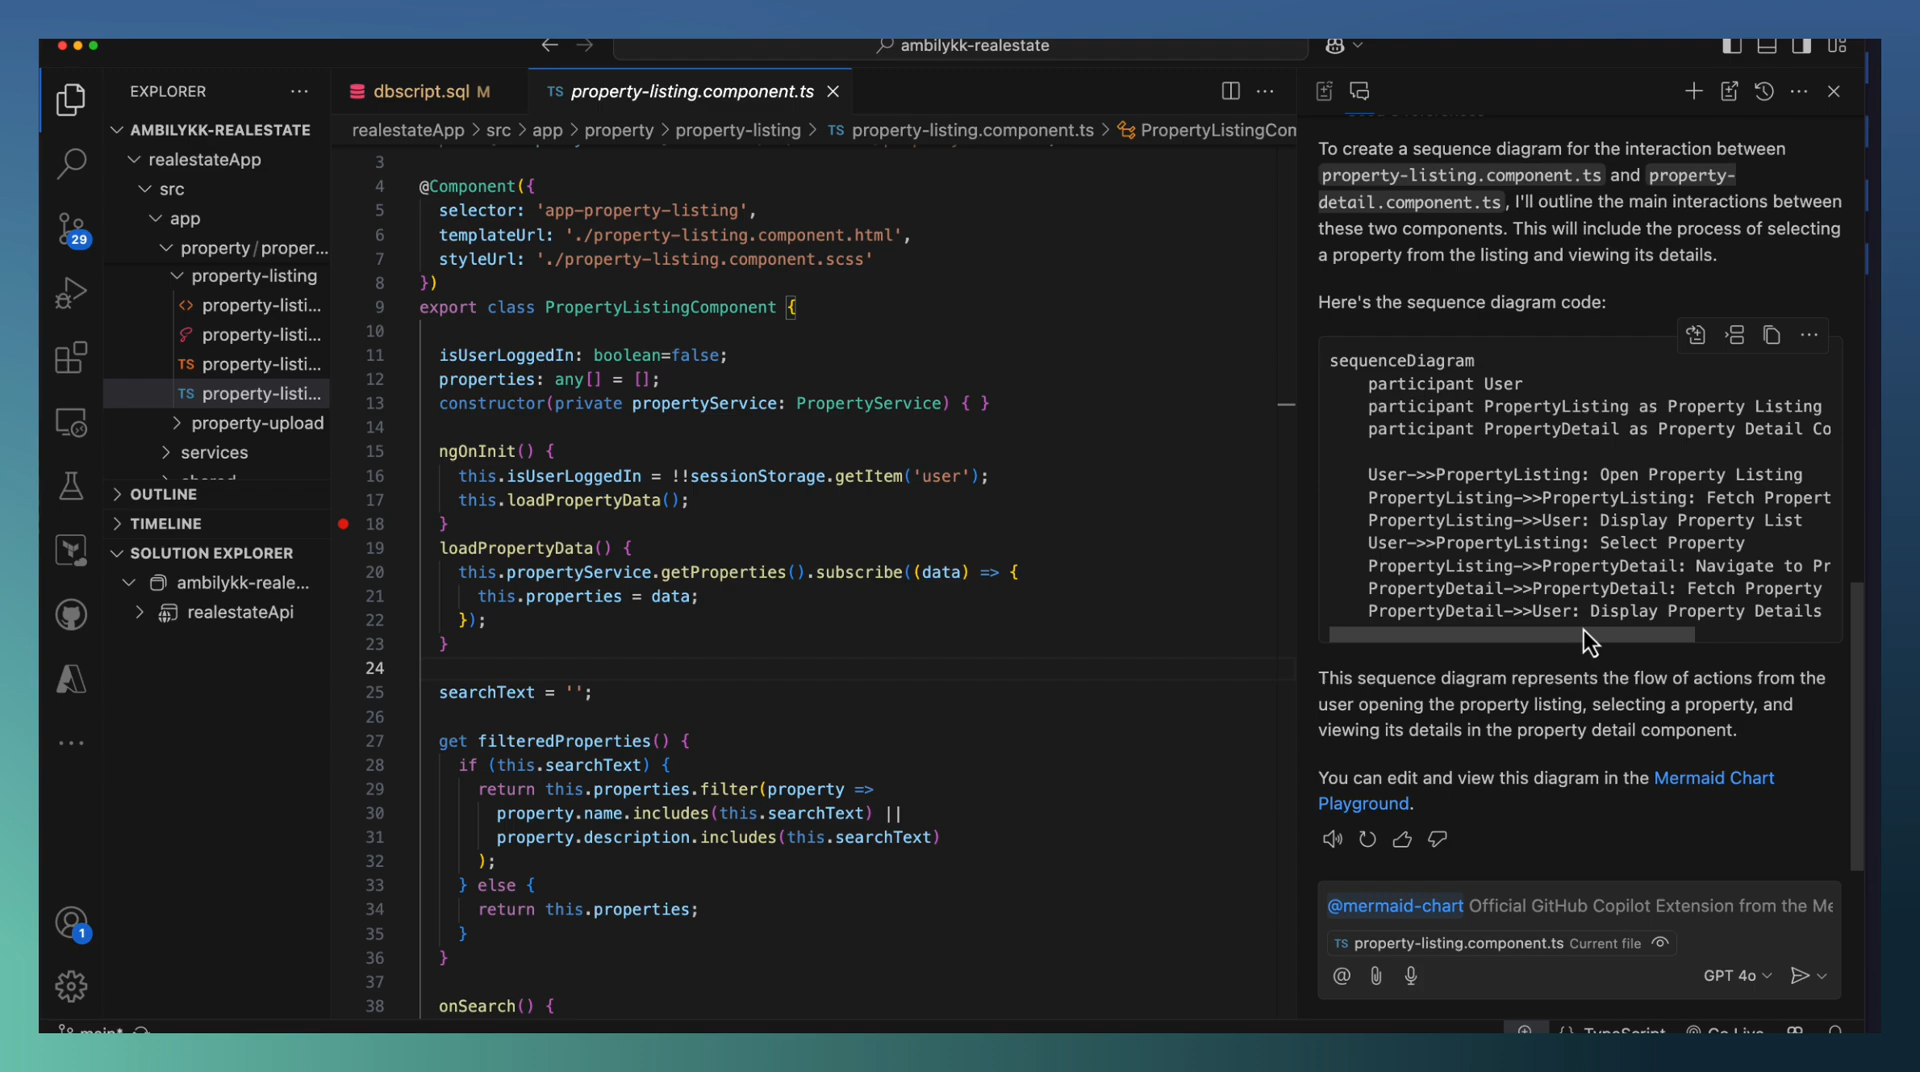 ambilykk-realestate
EXPLORER
AMBILYKK-REALESTATE
realestateApp
src
app
property/proper...
property-listing
property-listi...
property-listi...
TS property-listi...
TS property-listi...
property-upload
services
OUTLINE
TIMELINE
SOLUTION EXPLORER
ambilykk-reale...
realestateApi
29
1
dbscript.sql M
TS property-listing.component.ts
realestateApp > src > app > property > property-listing > TS property-listing.component.ts > PropertyListingCon
3
4 @Component({
5 selector: 'app-property-listing',
6 templateUrl: './property-listing.component.html',
7 styleUrl: './property-listing.component.scss'
8 })
9 export class PropertyListingComponent {
10
11 isUserLoggedIn: boolean=false;
12 properties: any[] = [];
13 constructor(private propertyService: PropertyService) { }
14
15 ngOnInit() {
16 this.isUserLoggedIn = !!sessionStorage.getItem('user');
17 this.loadPropertyData();
18 }
19 loadPropertyData() {
20 this.propertyService.getProperties().subscribe((data) => {
21 this.properties = data;
22 });
23 }
24
25 searchText = '';
26
27 get filteredProperties() {
28 if (this.searchText) {
29 return this.properties.filter(property =>
30 property.name.includes(this.searchText) ||
31 property.description.includes(this.searchText)
32 );
33 } else {
34 return this.properties;
35 }
36 }
37
38 onSearch() {
To create a sequence diagram for the interaction between
property-listing.component.ts and property-
detail.component.ts, I'll outline the main interactions between
these two components. This will include the process of selecting
a property from the listing and viewing its details.
Here's the sequence diagram code:
sequenceDiagram
participant User
participant PropertyListing as Property Listing
participant PropertyDetail as Property Detail Co
User->>PropertyListing: Open Property Listing
PropertyListing->>PropertyListing: Fetch Propert
PropertyListing->>User: Display Property List
User->>PropertyListing: Select Property
PropertyListing->>PropertyDetail: Navigate to Pr
PropertyDetail->>PropertyDetail: Fetch Property
PropertyDetail->>User: Display Property Details
This sequence diagram represents the flow of actions from the
user opening the property listing, selecting a property, and
viewing its details in the property detail component.
You can edit and view this diagram in the Mermaid Chart
Playground.
@mermaid-chart Official GitHub Copilot Extension from the Me
TS property-listing.component.ts Current file
GPT 4o
main*
TypeScript
Go Live